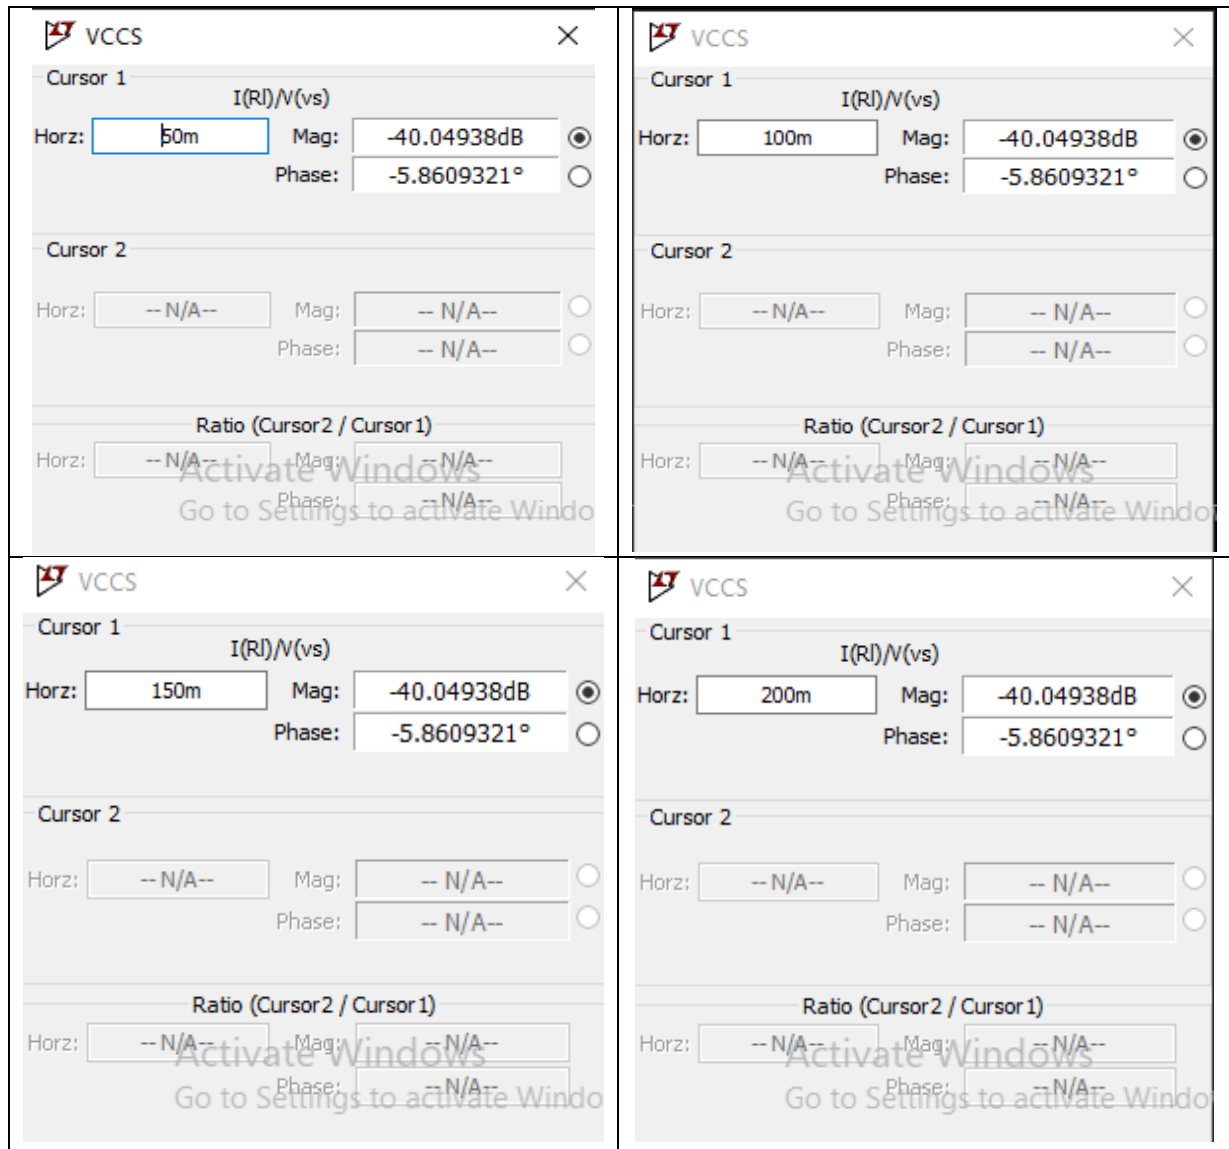 VCCS
Cursor 1
I(Rl)/V(vs)
Horz: 50m Mag: -40.04938dB
Phase: -5.8609321°
Cursor 2
Horz: -- N/A-- Mag: -- N/A--
Phase: -- N/A--
Ratio (Cursor2 / Cursor1)
Horz: -- N/A-- Mag: -- N/A--
Phase: -- N/A--
Activate Windows
Go to Settings to activate Windo
VCCS
Cursor 1
I(Rl)/V(vs)
Horz: 100m Mag: -40.04938dB
Phase: -5.8609321°
Cursor 2
Horz: -- N/A-- Mag: -- N/A--
Phase: -- N/A--
Ratio (Cursor2 / Cursor1)
Horz: -- N/A-- Mag: -- N/A--
Phase: -- N/A--
Activate Windows
Go to Settings to activate Windo
VCCS
Cursor 1
I(Rl)/V(vs)
Horz: 150m Mag: -40.04938dB
Phase: -5.8609321°
Cursor 2
Horz: -- N/A-- Mag: -- N/A--
Phase: -- N/A--
Ratio (Cursor2 / Cursor1)
Horz: -- N/A-- Mag: -- N/A--
Phase: -- N/A--
Activate Windows
Go to Settings to activate Windo
VCCS
Cursor 1
I(Rl)/V(vs)
Horz: 200m Mag: -40.04938dB
Phase: -5.8609321°
Cursor 2
Horz: -- N/A-- Mag: -- N/A--
Phase: -- N/A--
Ratio (Cursor2 / Cursor1)
Horz: -- N/A-- Mag: -- N/A--
Phase: -- N/A--
Activate Windows
Go to Settings to activate Windo